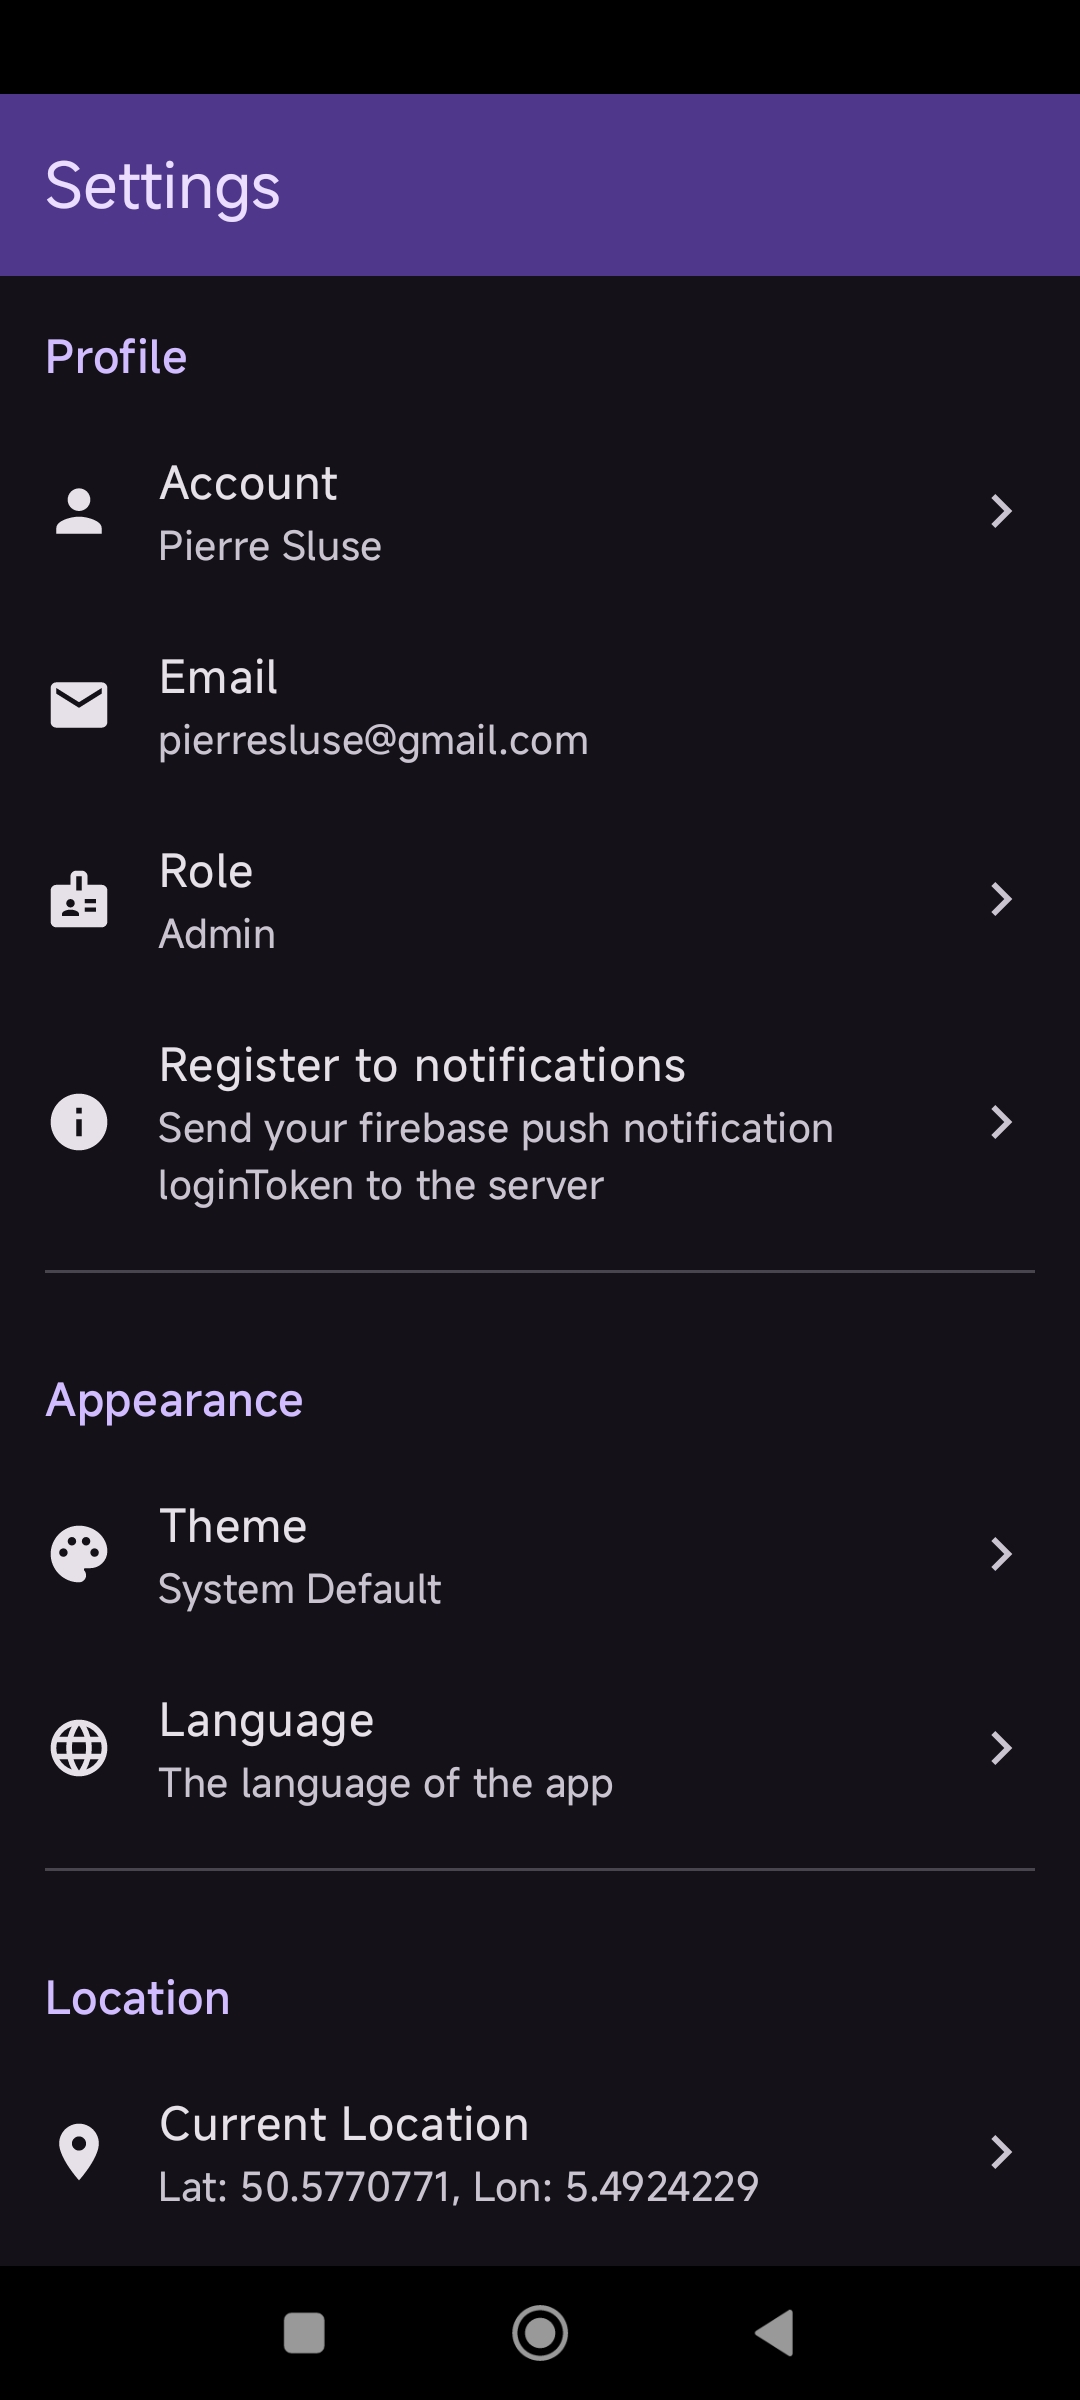 Settings
Profile
Account
Pierre Sluse
Email
pierresluse@gmail.com
Role
Admin
Register to notifications
Send your firebase push notification
loginToken to the server
Appearance
Theme
System Default
Language
The language of the app
Location
Current Location
Lat: 50.5770771, Lon: 5.4924229